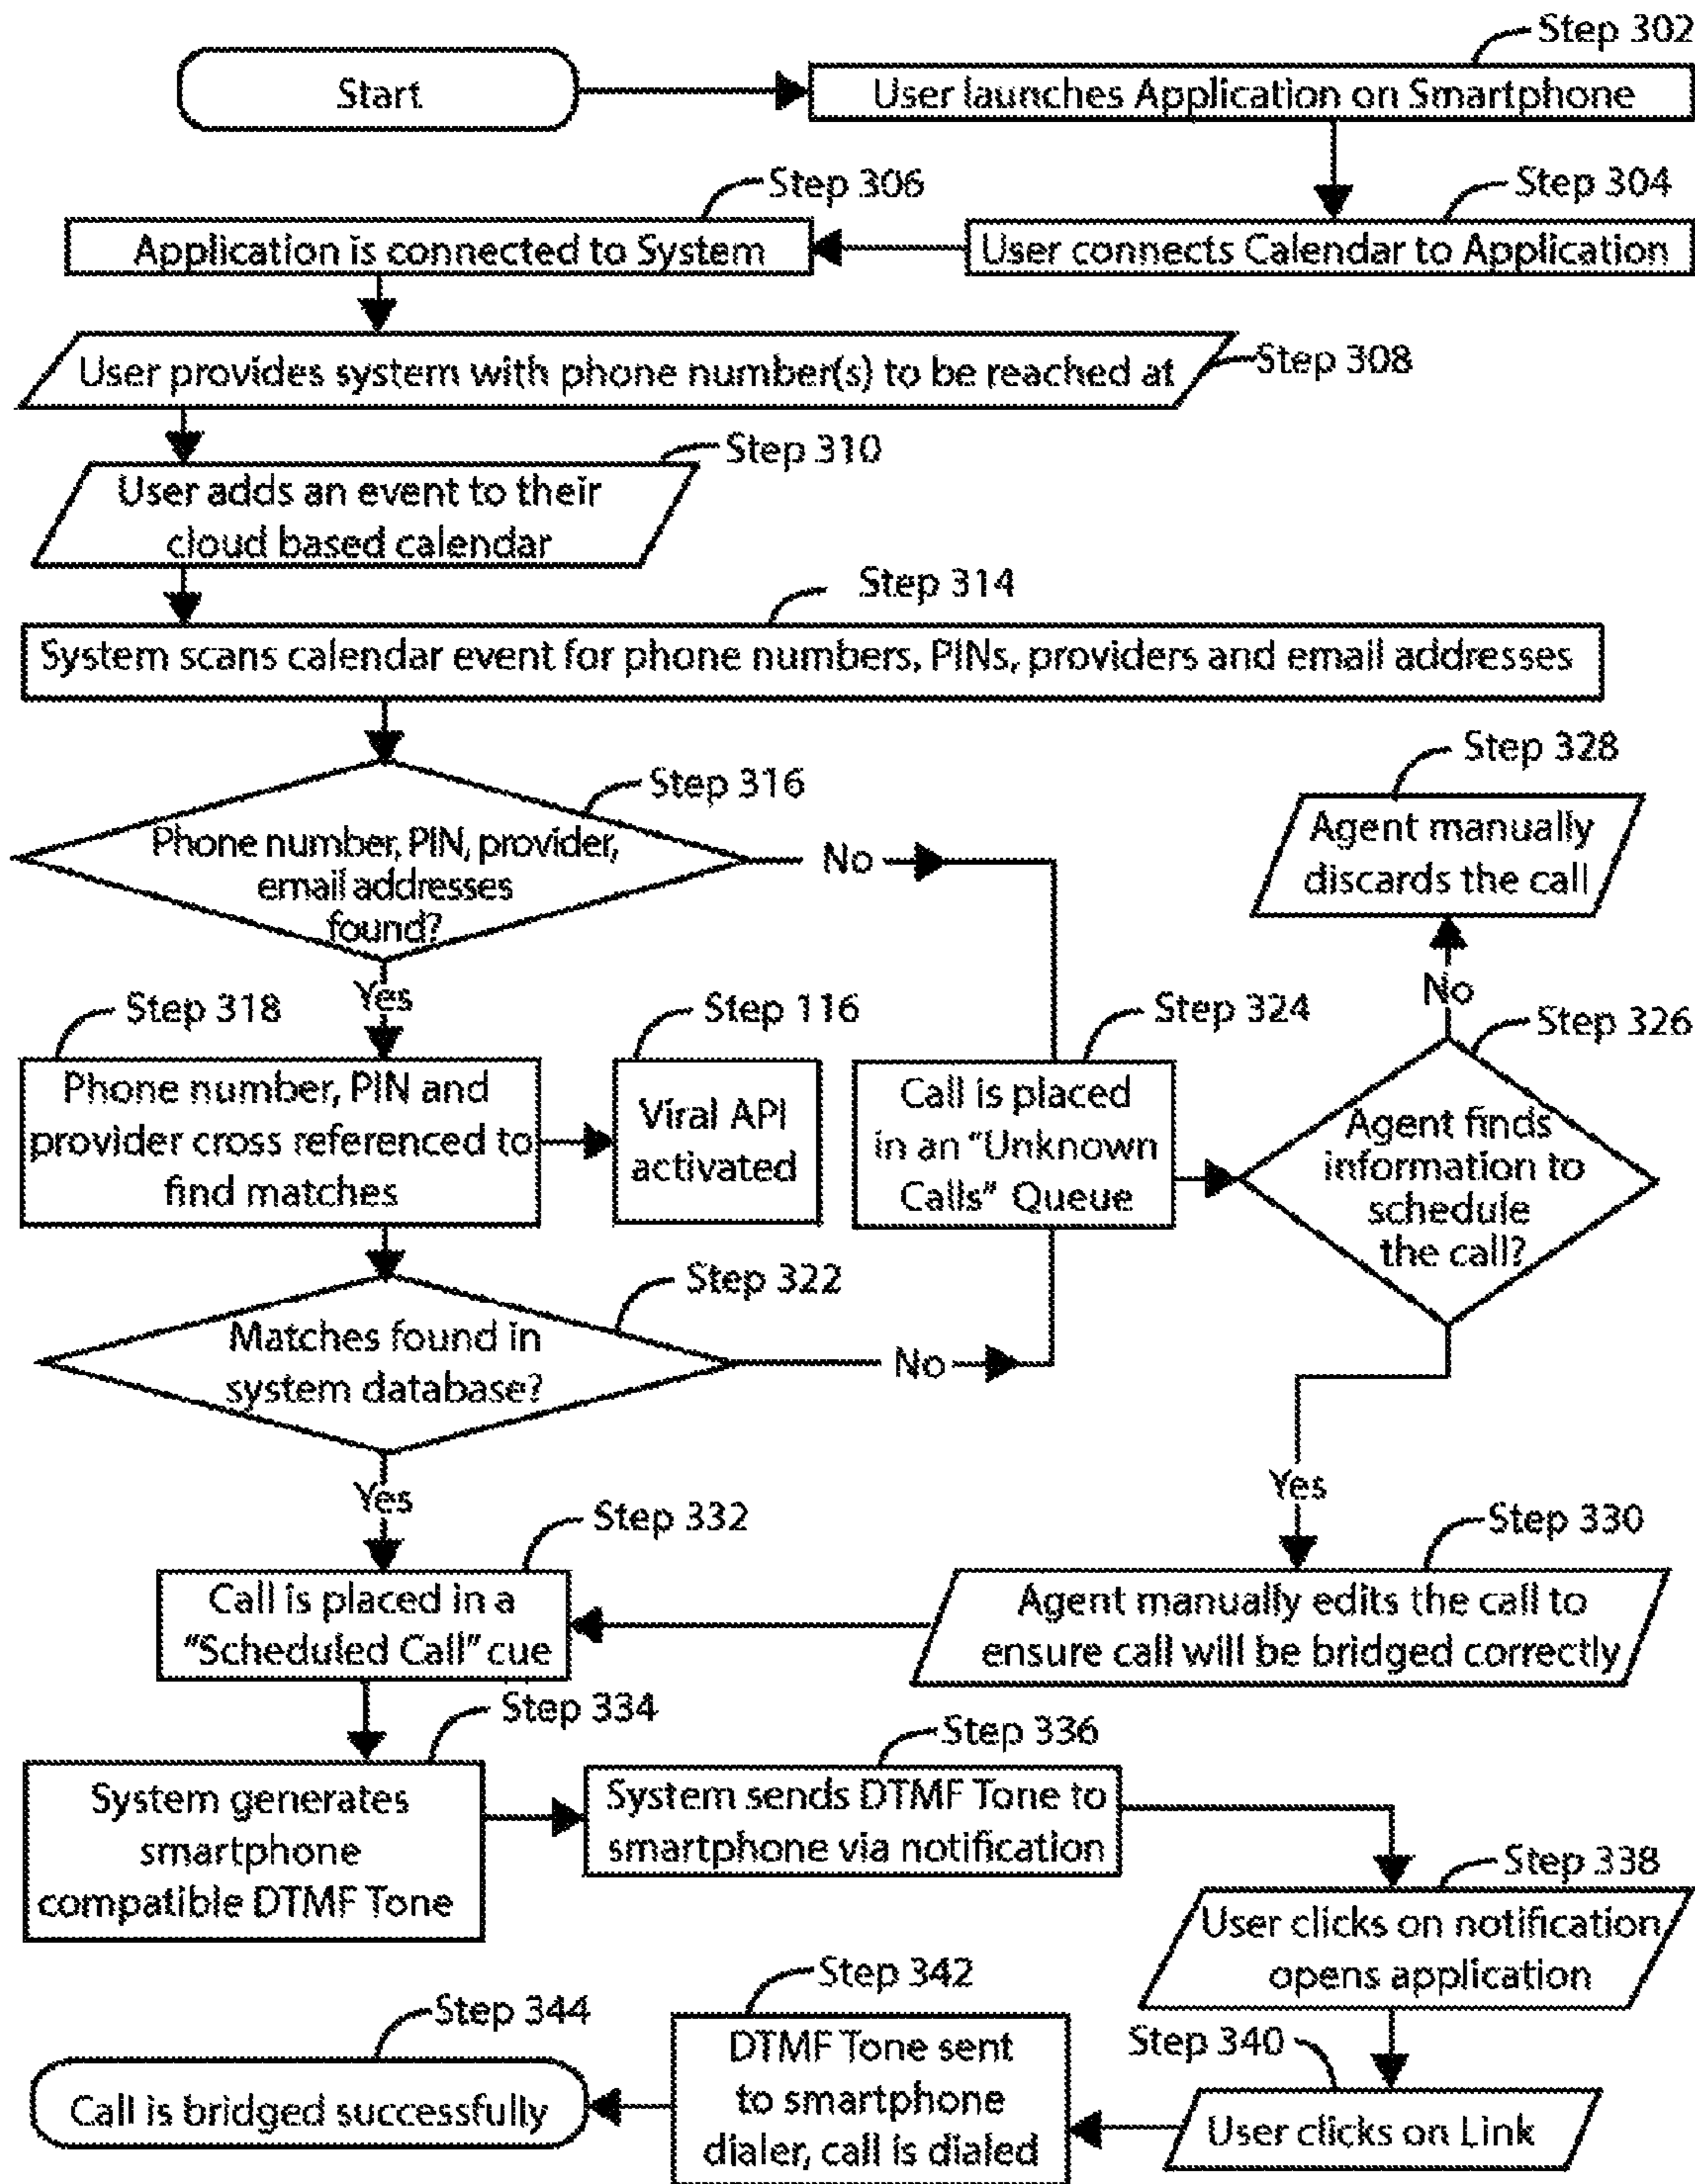 Start
Step 302
User launches Application on Smartphone
Step 304
User connects Calendar to Application
Step 306
Application is connected to System
Step 308
User provides system with phone number(s) to be reached at
Step 310
User adds an event to their
cloud based calendar
Step 314
System scans calendar event for phone numbers, PINs, providers and email addresses
Step 316
Phone number, PIN, provider,
email addresses
found?
No
Yes
Step 318
Phone number, PIN and
provider cross referenced to
find matches
Step 116
Viral API
activated
Step 324
Call is placed
in an "Unknown
Calls" Queue
Step 328
Agent manually
discards the call
No
Step 326
Agent finds
information to
schedule
the call?
Step 322
Matches found in
system database?
No
Yes
Yes
Step 332
Call is placed in a
"Scheduled Call" cue
Step 330
Agent manually edits the call to
ensure call will be bridged correctly
Step 334
System generates
smartphone
compatible DTMF Tone
Step 336
System sends DTMF Tone to
smartphone via notification
Step 338
User clicks on notification,
opens application
Step 340
User clicks on Link
Step 342
DTMF Tone sent
to smartphone
dialer, call is dialed
Step 344
Call is bridged successfully